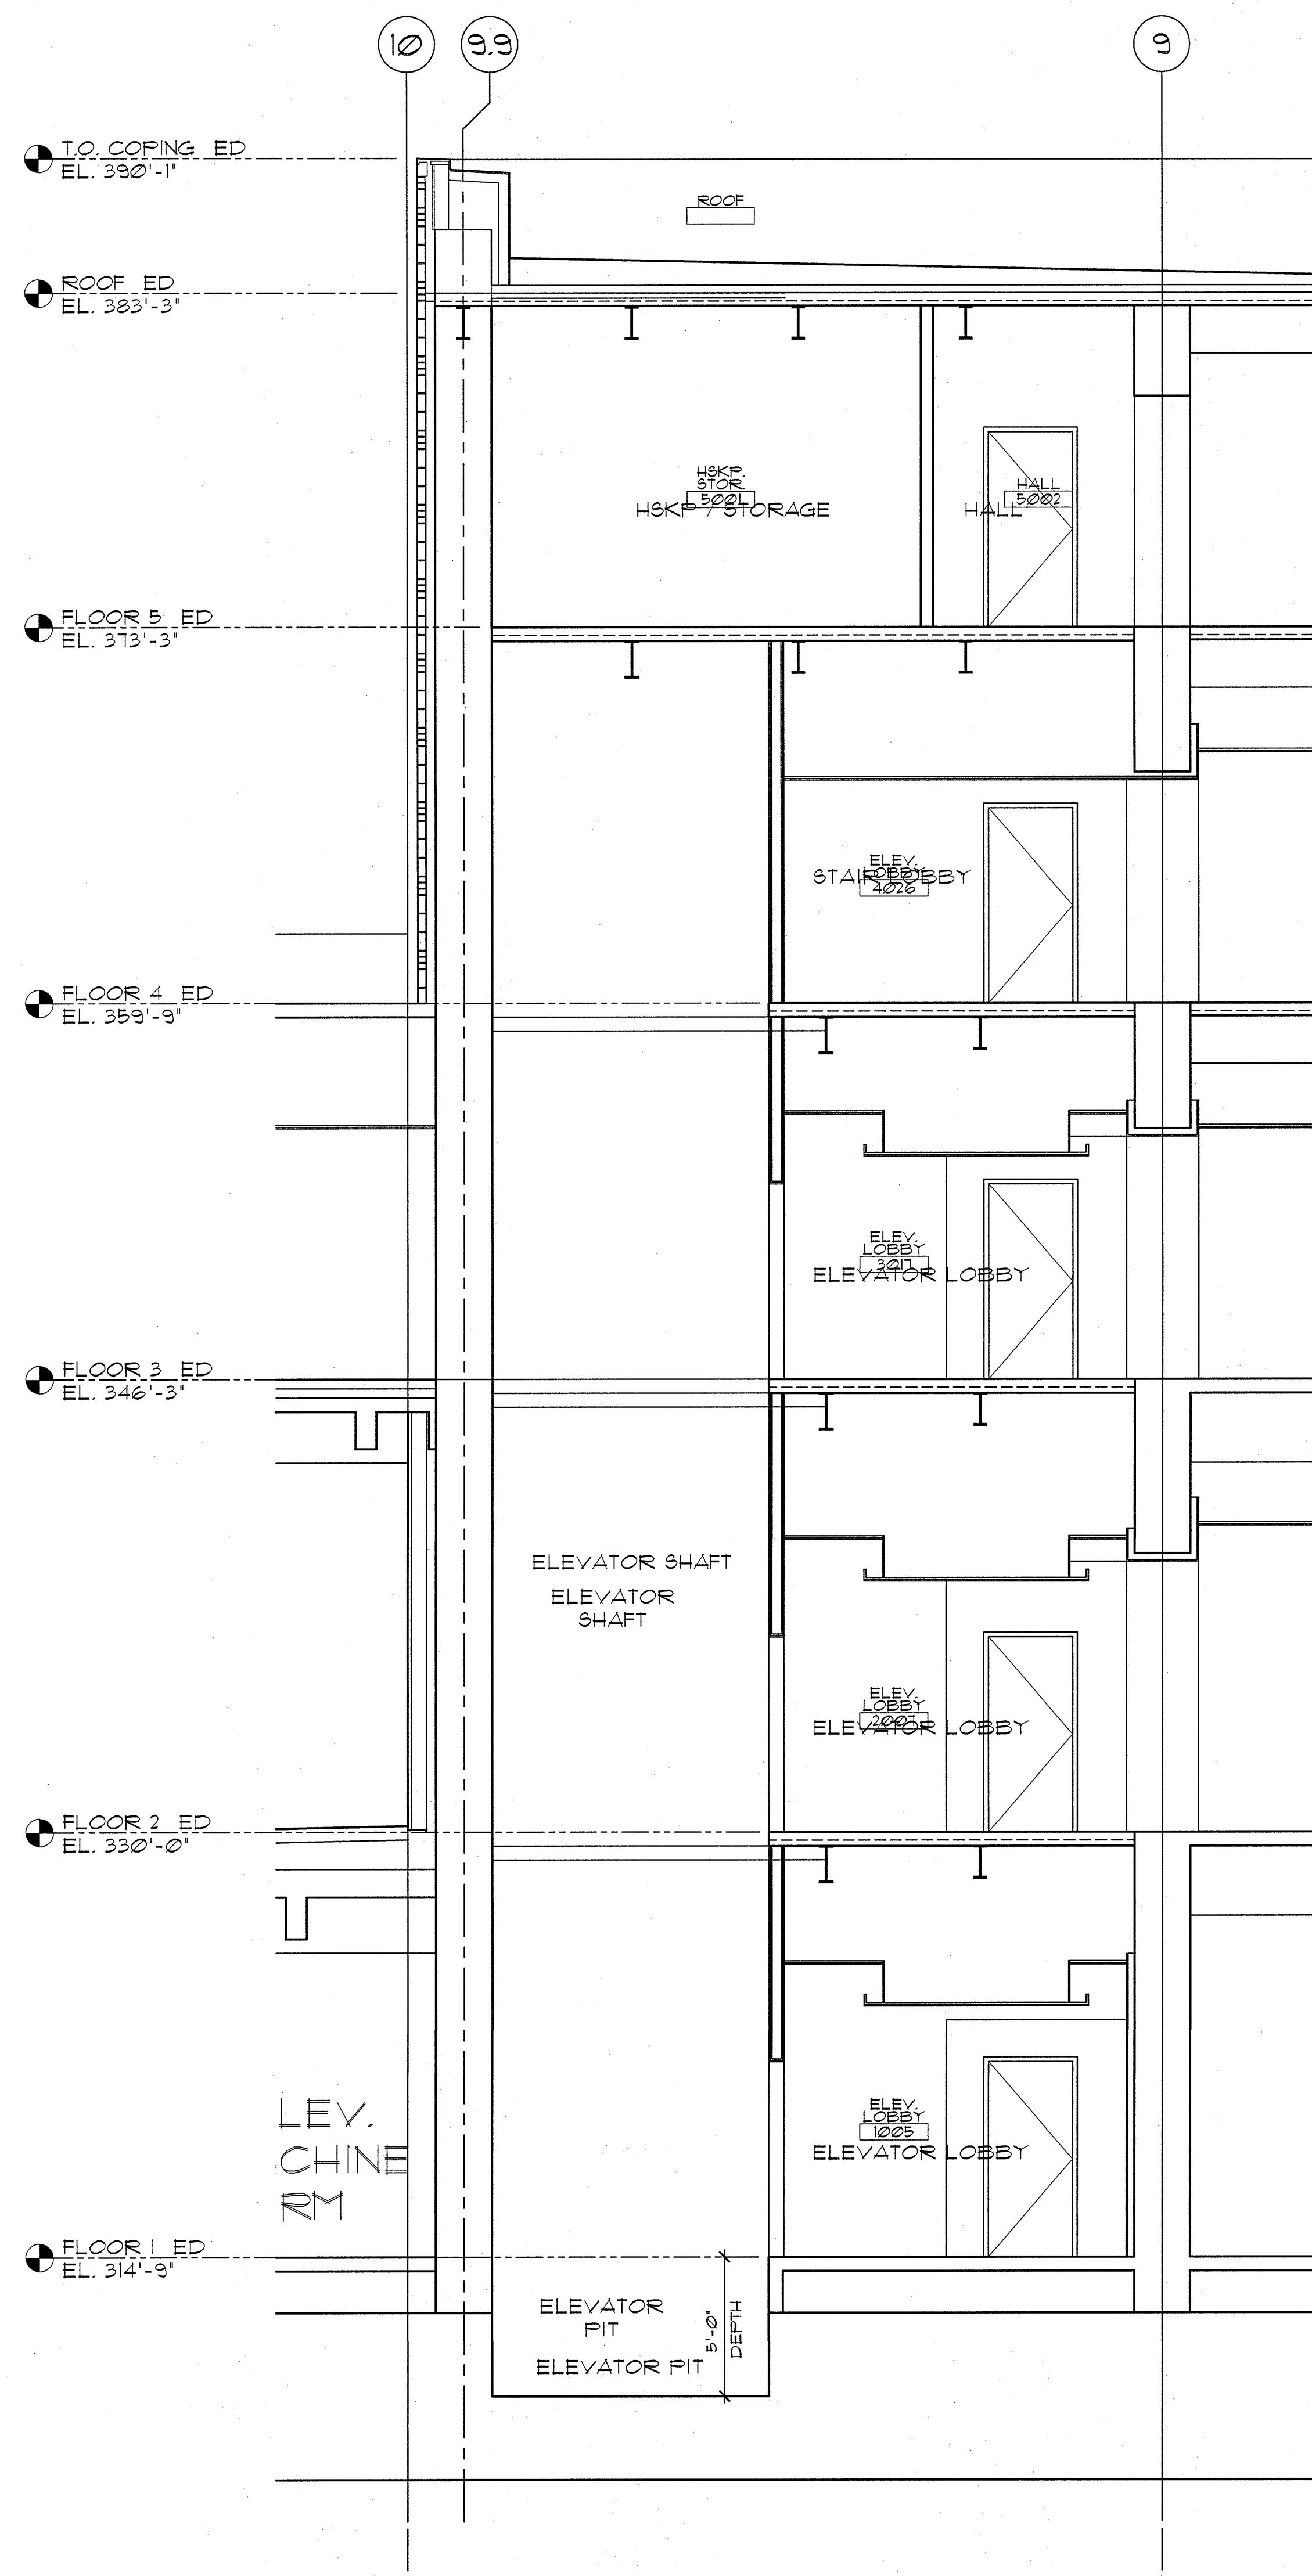 10
9.9
9
T.O. COPING ED
EL. 390'-1"
ROOF
ROOF ED
EL. 383'-3"
HSKP.
STOR.
5001
HSKP / STORAGE
HALL
5002
HALL
FLOOR 5 ED
EL. 373'-3"
ELEV.
LOBBY
4026
STAIR LOBBY
FLOOR 4 ED
EL. 359'-9"
ELEV.
LOBBY
3017
ELEVATOR LOBBY
FLOOR 3 ED
EL. 346'-3"
ELEVATOR SHAFT
ELEVATOR
SHAFT
ELEV.
LOBBY
2007
ELEVATOR LOBBY
FLOOR 2 ED
EL. 330'-0"
LEV.
CHINE
RM
ELEV.
LOBBY
1005
ELEVATOR LOBBY
FLOOR 1 ED
EL. 314'-9"
ELEVATOR
PIT
ELEVATOR PIT
5'-0"
DEPTH